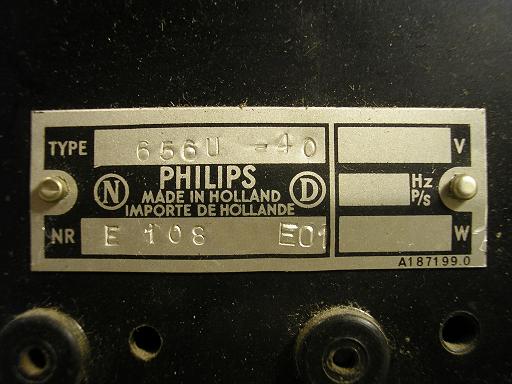 TYPE 656U -40 V
N PHILIPS D
MADE IN HOLLAND
IMPORTE DE HOLLANDE
Hz
P/s
NR E 108 E01 W
A187199.0